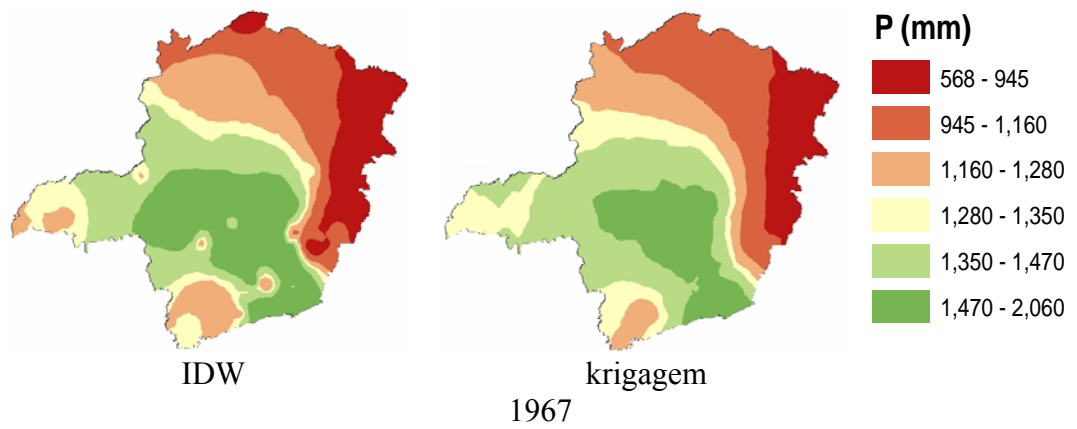 P (mm)
568 - 945
945 - 1,160
1,160 - 1,280
1,280 - 1,350
1,350 - 1,470
1,470 - 2,060
IDW
krigagem
1967